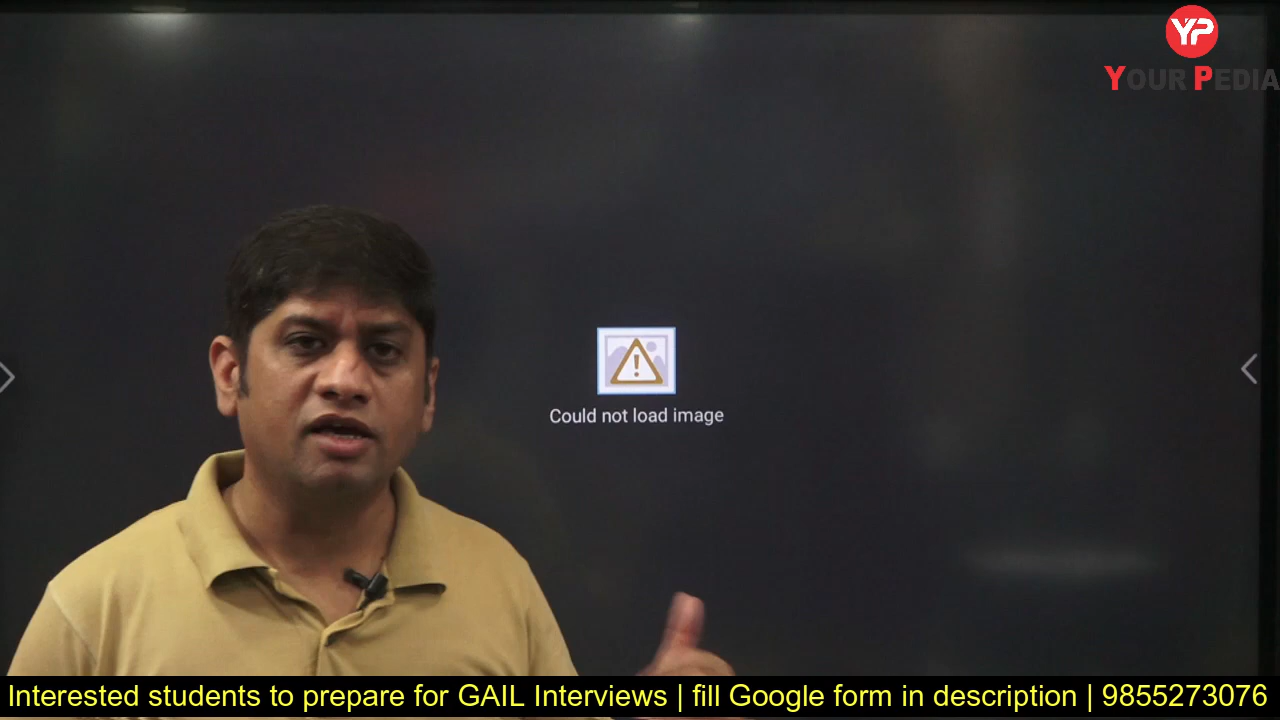 YP
YOUR PEDIA
Could not load image
Interested students to prepare for GAIL Interviews | fill Google form in description | 9855273076